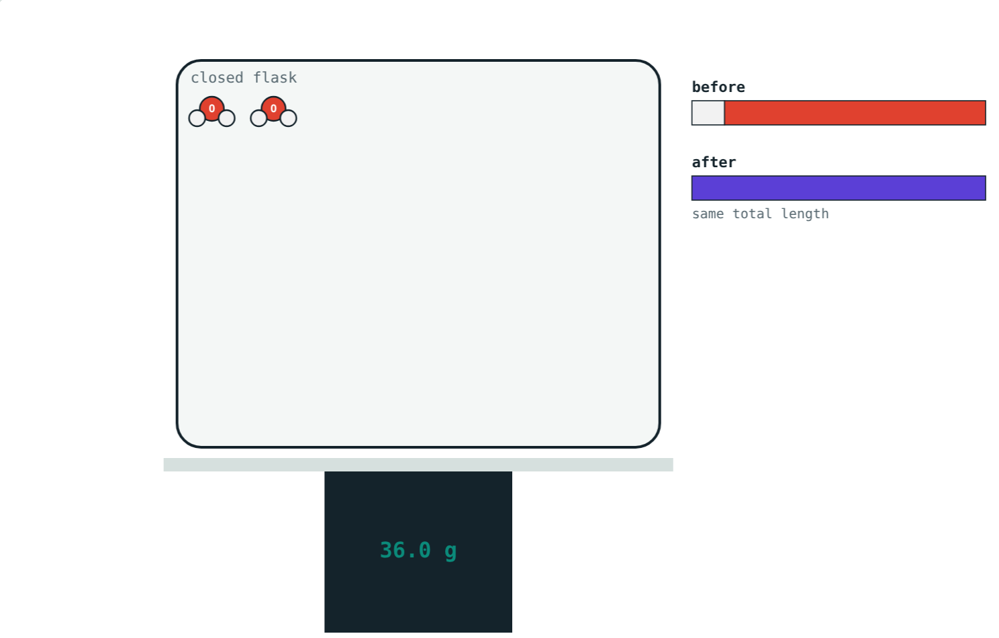 closed flask
O O
before
after
same total length
36.0 g